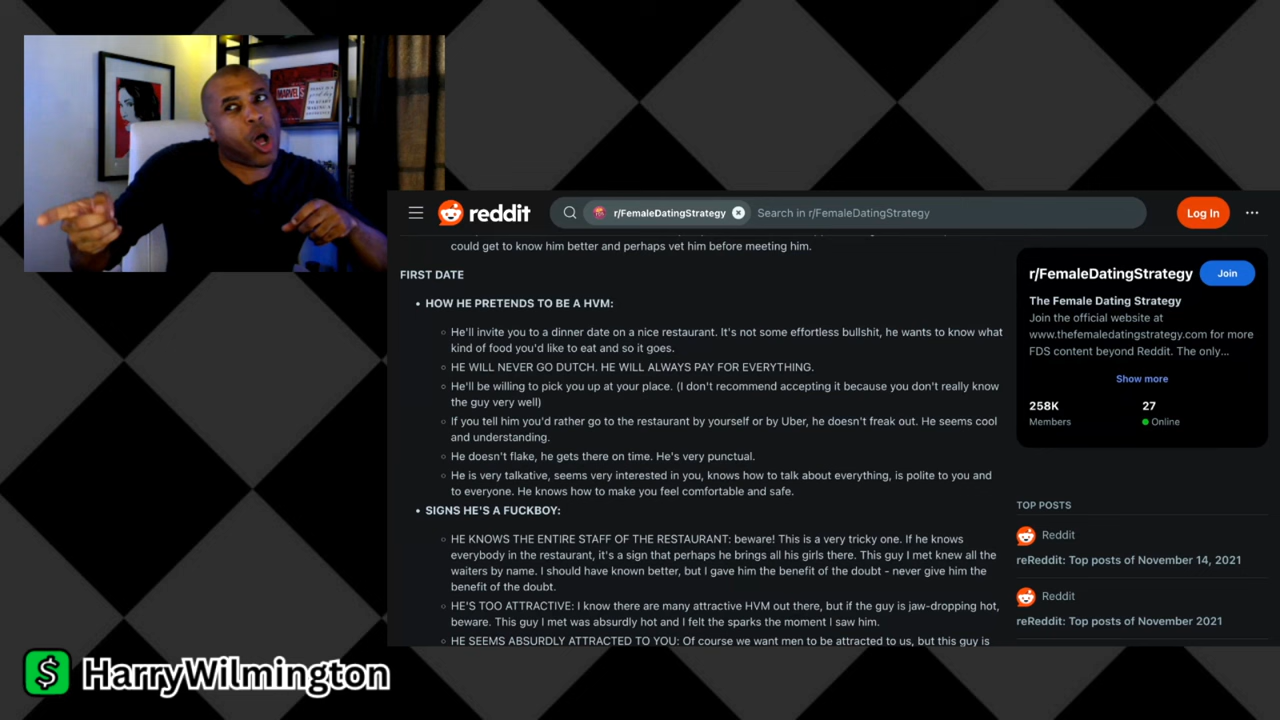 MARVELS
reddit
r/FemaleDatingStrategy
Search in r/FemaleDatingStrategy
Log In
could get to know him better and perhaps vet him before meeting him.
FIRST DATE
• HOW HE PRETENDS TO BE A HVM:
He'll invite you to a dinner date on a nice restaurant. It's not some effortless bullshit, he wants to know what
kind of food you'd like to eat and so it goes.
HE WILL NEVER GO DUTCH. HE WILL ALWAYS PAY FOR EVERYTHING.
He'll be willing to pick you up at your place. (I don't recommend accepting it because you don't really know
the guy very well)
If you tell him you'd rather go to the restaurant by yourself or by Uber, he doesn't freak out. He seems cool
and understanding.
He doesn't flake, he gets there on time. He's very punctual.
He is very talkative, seems very interested in you, knows how to talk about everything, is polite to you and
to everyone. He knows how to make you feel comfortable and safe.
• SIGNS HE'S A FUCKBOY:
HE KNOWS THE ENTIRE STAFF OF THE RESTAURANT: beware! This is a very tricky one. If he knows
everybody in the restaurant, it's a sign that perhaps he brings all his girls there. This guy I met knew all the
waiters by name. I should have known better, but I gave him the benefit of the doubt - never give him the
benefit of the doubt.
HE'S TOO ATTRACTIVE: I know there are many attractive HVM out there, but if the guy is jaw-dropping hot,
beware. This guy I met was absurdly hot and I felt the sparks the moment I saw him.
HE SEEMS ABSURDLY ATTRACTED TO YOU: Of course we want men to be attracted to us, but this guy is
r/FemaleDatingStrategy
Join
The Female Dating Strategy
Join the official website at
www.thefemaledatingstrategy.com for more
FDS content beyond Reddit. The only...
Show more
258K 27
Members Online
TOP POSTS
Reddit
reReddit: Top posts of November 14, 2021
Reddit
reReddit: Top posts of November 2021
$ HarryWilmington